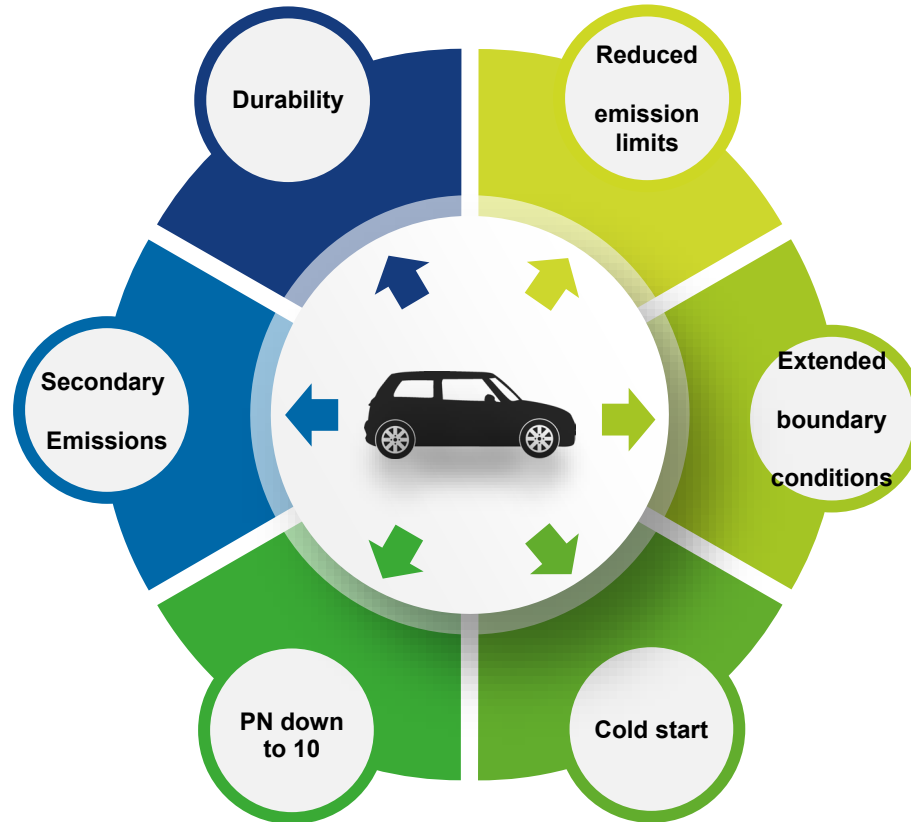 Durability
Reduced
emission
limits
Extended
boundary
conditions
Cold start
PN down
to 10
Secondary
Emissions